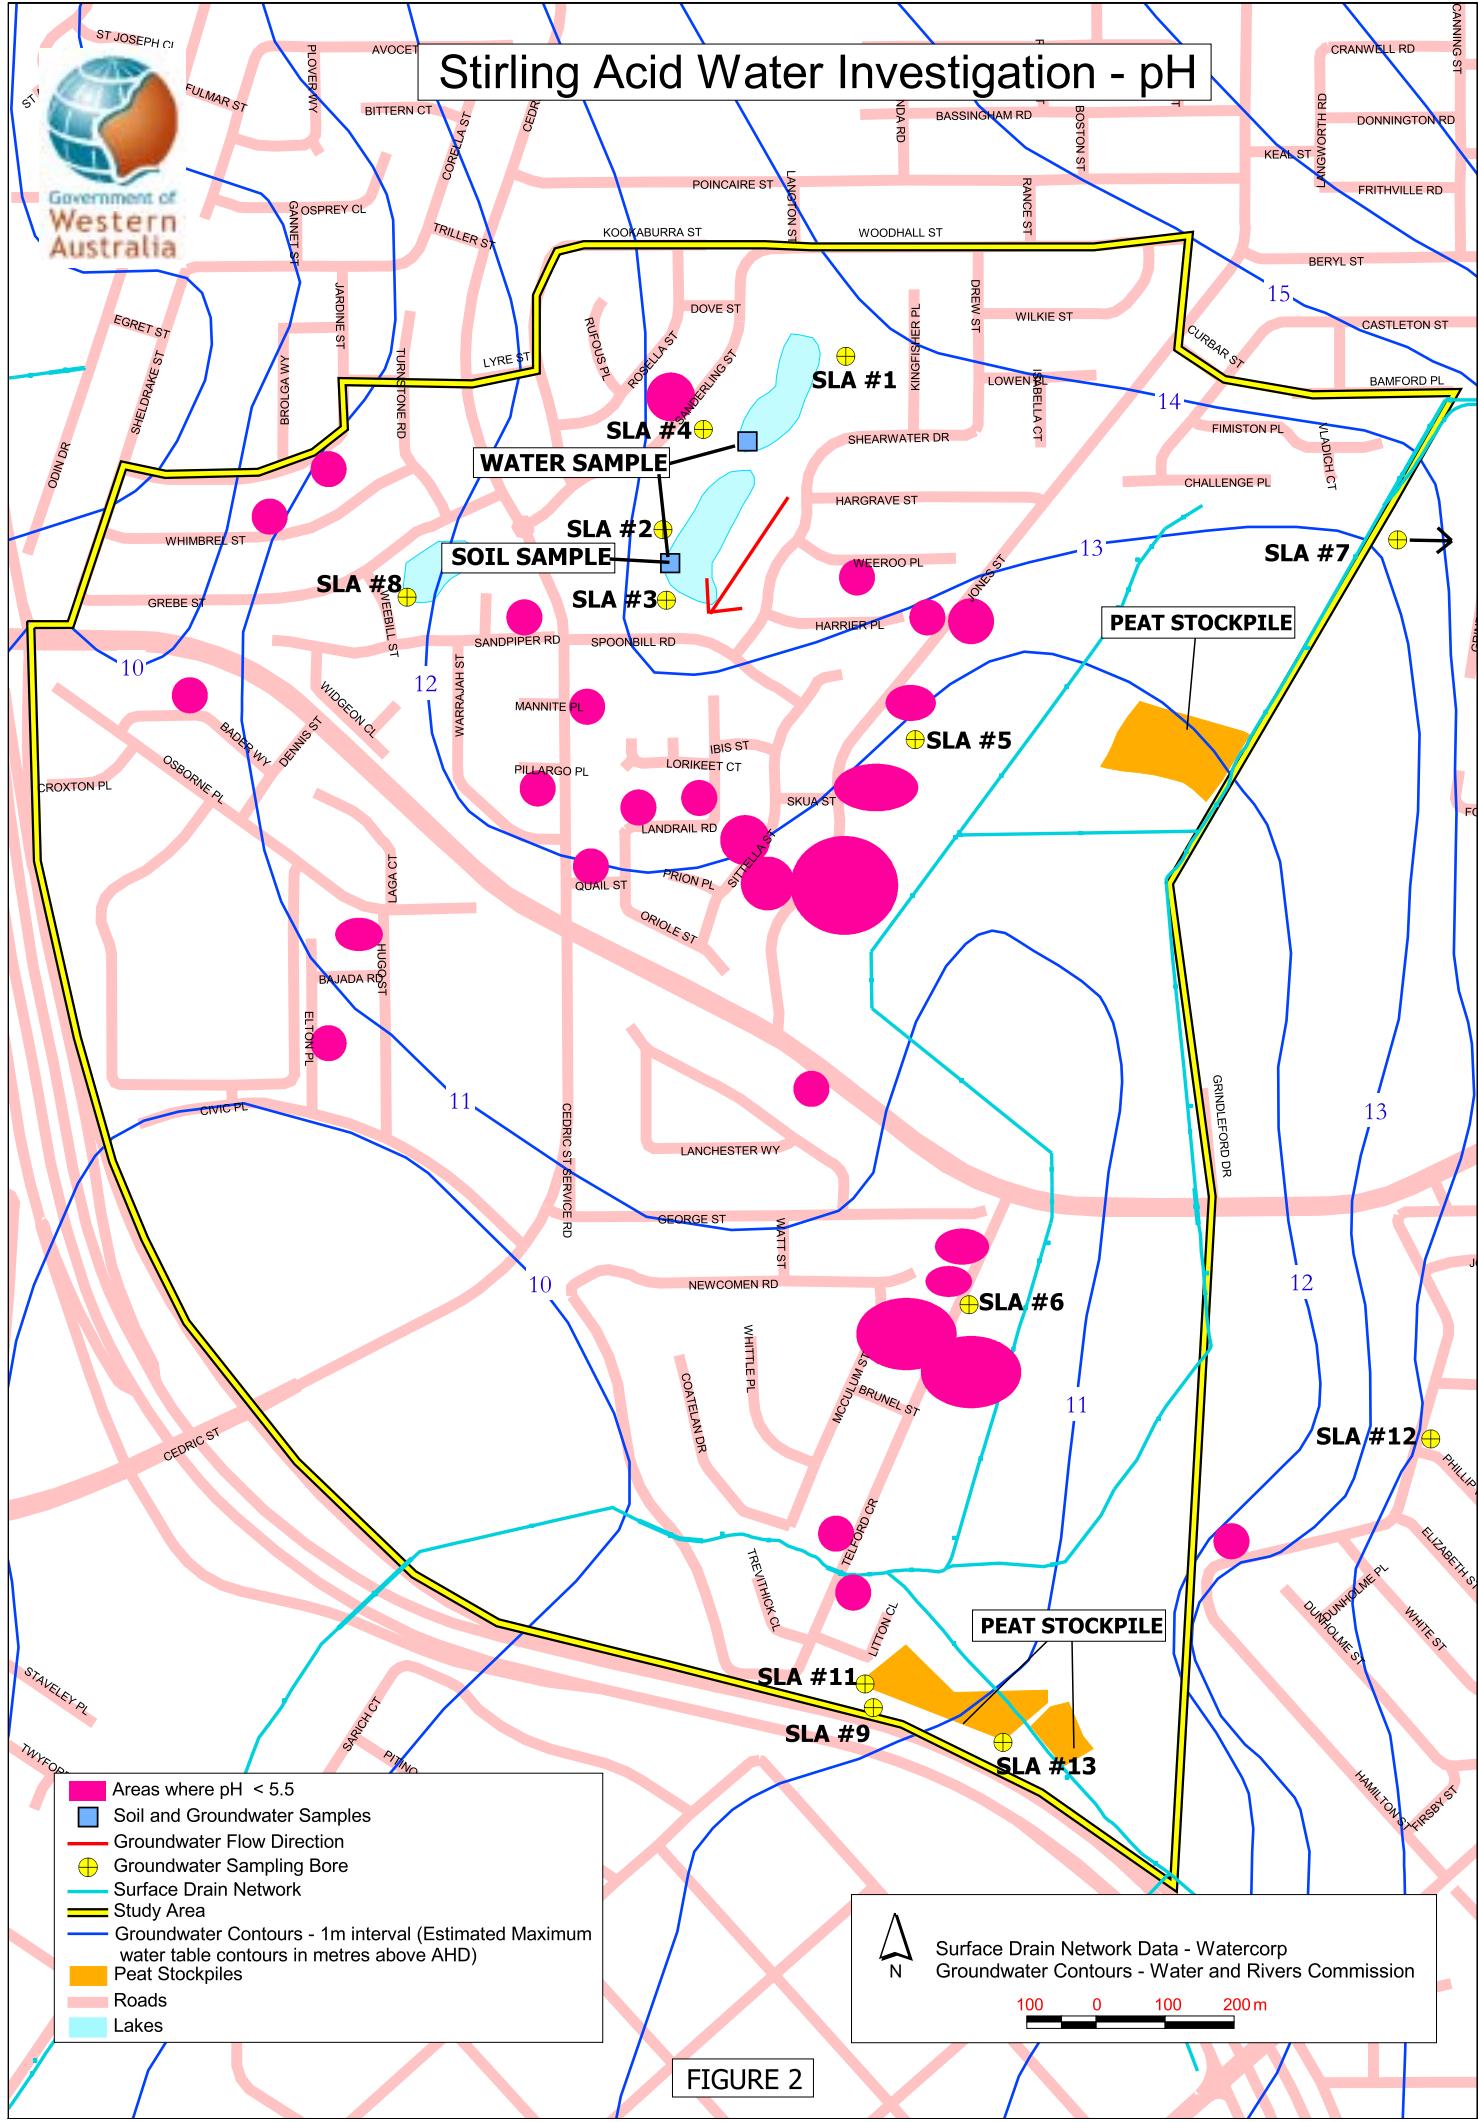 Stirling Acid Water Investigation - pH
Government of
Western
Australia
ST JOSEPH CL
FULMAR ST
PLOVER WY
AVOCET
BITTERN CT
CORELLA ST
CEDR
BASSINGHAM RD
NDA RD
BOSTON ST
CRANWELL RD
CANNING ST
DONNINGTON RD
LANGWORTH RD
KEAL ST
FRITHVILLE RD
POINCAIRE ST
LANGTON ST
RANCE ST
GANNET ST
OSPREY CL
TRILLER ST
KOOKABURRA ST
WOODHALL ST
BERYL ST
15
JARDINE ST
EGRET ST
SHELDRAKE ST
BROLGA WY
TURNSTONE RD
LYRE ST
RUFOUS PL
ROSELLA ST
DOVE ST
SANDERLING ST
KINGFISHER PL
DREW ST
WILKIE ST
CURBAR ST
CASTLETON ST
BAMFORD PL
LOWEN PL
ISABELLA CT
14
SLA #1
SLA #4
SHEARWATER DR
FIMISTON PL
VLADICH CT
ODIN DR
WATER SAMPLE
HARGRAVE ST
CHALLENGE PL
WHIMBREL ST
SLA #2
SOIL SAMPLE
13
SLA #7
WEEROO PL
JONES ST
SLA #8
GREBE ST
WEEBILL ST
SLA #3
HARRIER PL
PEAT STOCKPILE
SANDPIPER RD
SPOONBILL RD
10
12
WIDGEON CL
WARRAJAH ST
MANNITE PL
BADER WY
DENNIS ST
SLA #5
IBIS ST
LORIKEET CT
CROXTON PL
OSBORNE PL
PILLARGO PL
SKUA ST
LANDRAIL RD
SITTELLA ST
LAGA CT
QUAIL ST
PRION PL
ORIOLE ST
HUGO ST
BAJADA RD
ELTON PL
CIVIC PL
11
13
GRINDLEFORD DR
CEDRIC ST SERVICE RD
LANCHESTER WY
GEORGE ST
WATT ST
10
NEWCOMEN RD
12
SLA #6
WHITTLE PL
COATELAN DR
MCCULUM ST
BRUNEL ST
11
SLA #12
CEDRIC ST
PHILLIP
TELFORD CR
TREVITHICK CL
ELIZABETH S
DUNHOLME PL
DUNHOLME ST
WHITE ST
LITTON CL
PEAT STOCKPILE
SLA #11
SLA #9
SLA #13
STAVELEY PL
SARICH CT
PITINO
TWYFOR
HAMILTON ST
FIRSBY ST
Areas where pH < 5.5
Soil and Groundwater Samples
Groundwater Flow Direction
Groundwater Sampling Bore
Surface Drain Network
Study Area
Groundwater Contours - 1m interval (Estimated Maximum
water table contours in metres above AHD)
Peat Stockpiles
Roads
Lakes
N
Surface Drain Network Data - Watercorp
Groundwater Contours - Water and Rivers Commission
100 0 100 200 m
FIGURE 2